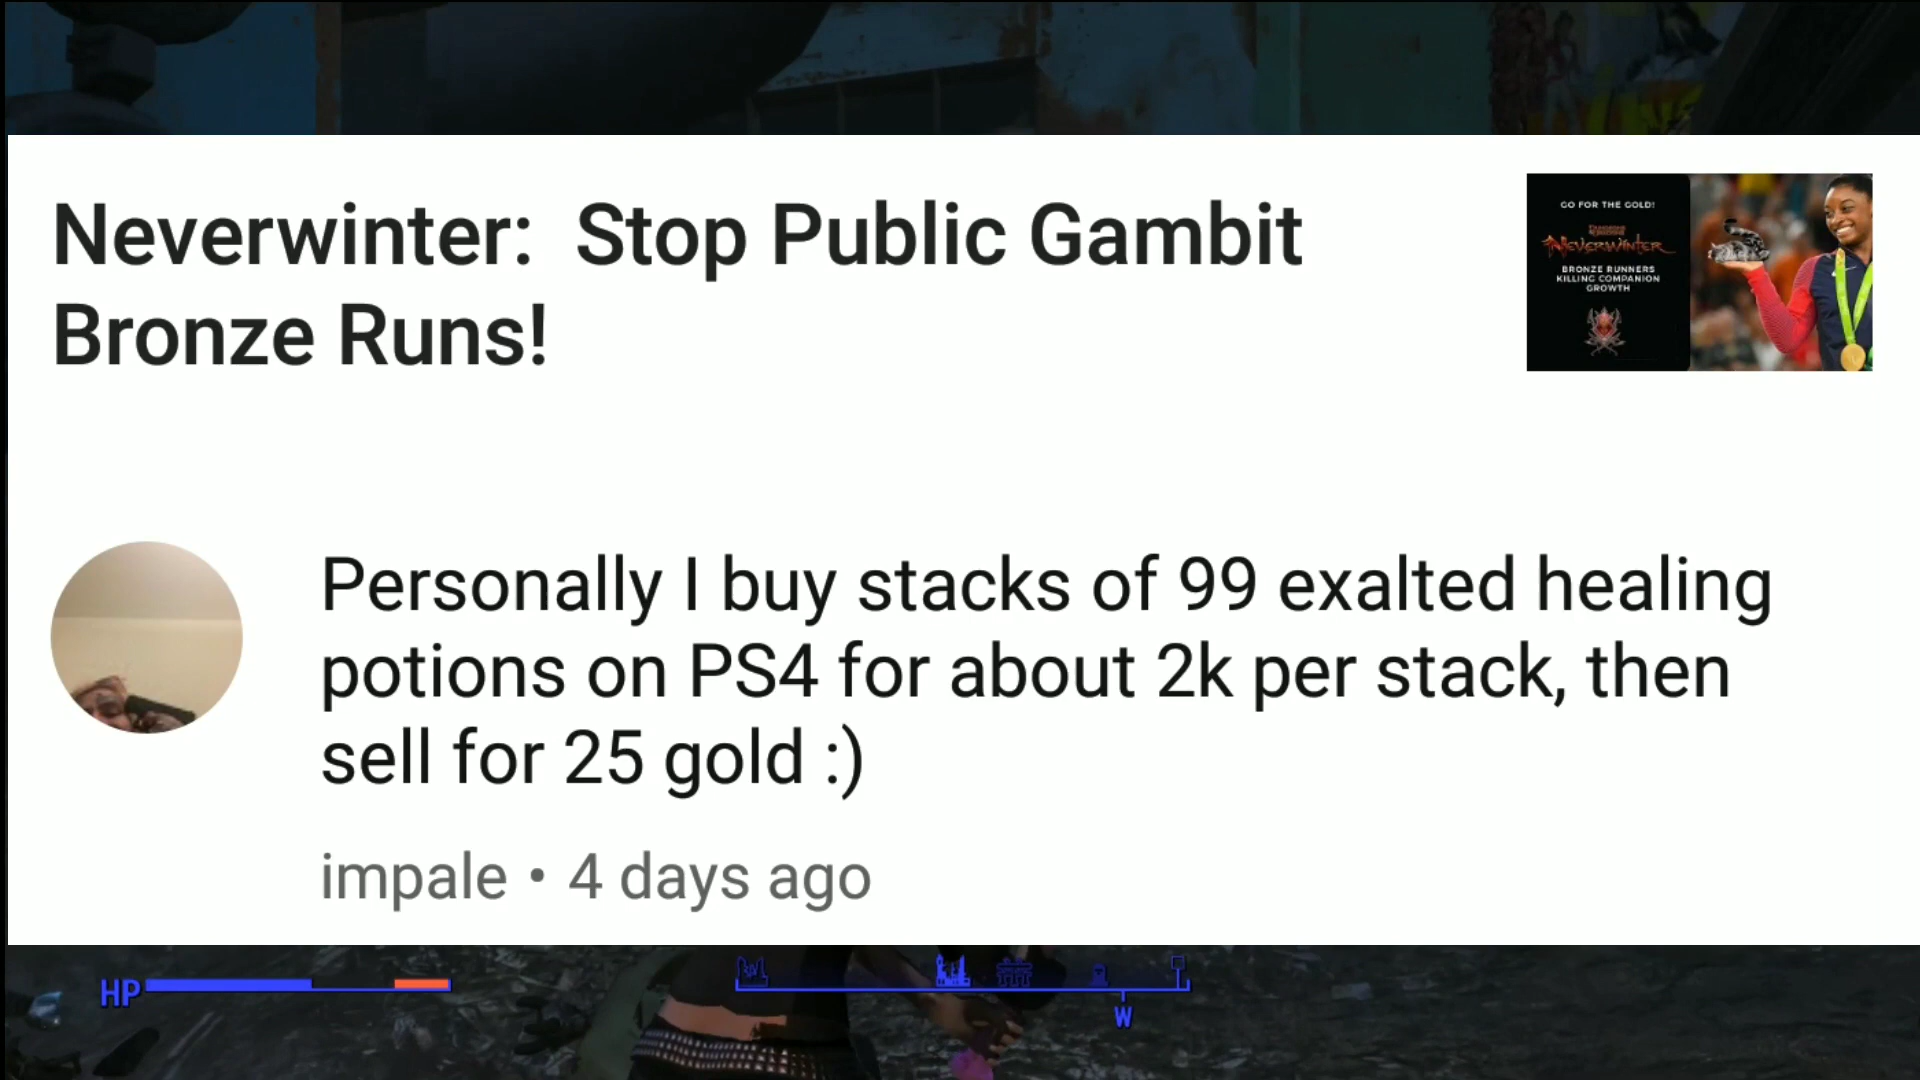 Neverwinter:  Stop Public Gambit
Bronze Runs!
GO FOR THE GOLD!
DUNGEONS
& DRAGONS
NEVERWINTER
BRONZE RUNNERS
KILLING COMPANION
GROWTH
Personally I buy stacks of 99 exalted healing
potions on PS4 for about 2k per stack, then
sell for 25 gold :)
impale • 4 days ago
HP
W